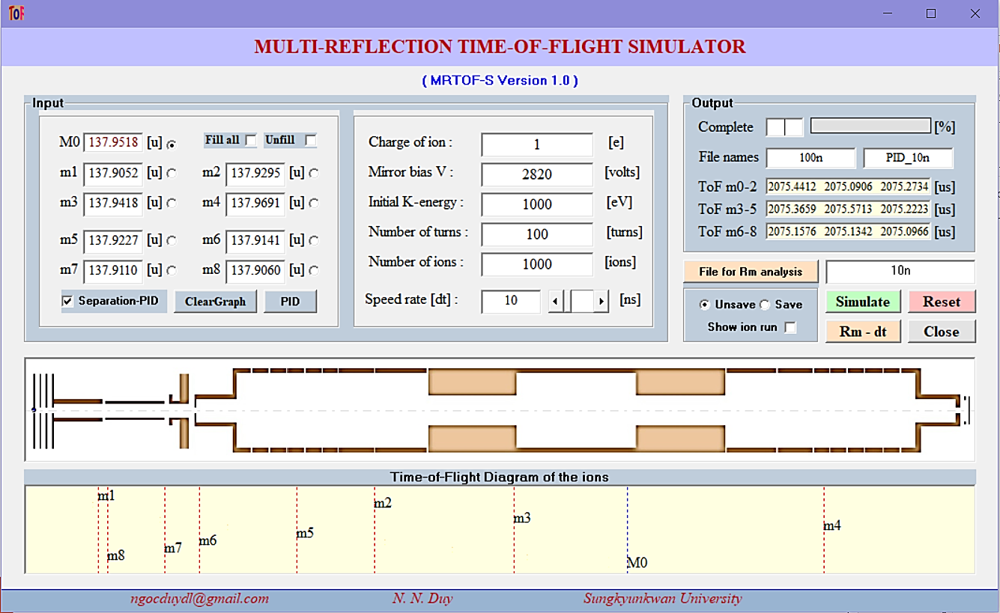 ToF
MULTI-REFLECTION TIME-OF-FLIGHT SIMULATOR
( MRTOF-S Version 1.0 )
Input
M0 137.9518 [u] Fill all Unfill
m1 137.9052 [u] m2 137.9295 [u]
m3 137.9418 [u] m4 137.9691 [u]
m5 137.9227 [u] m6 137.9141 [u]
m7 137.9110 [u] m8 137.9060 [u]
Separation-PID ClearGraph PID
Charge of ion : 1 [e]
Mirror bias V : 2820 [volts]
Initial K-energy : 1000 [eV]
Number of turns : 100 [turns]
Number of ions : 1000 [ions]
Speed rate [dt] : 10 [ns]
Output
Complete [%]
File names 100n PID_10n
ToF m0-2 2075.4412 2075.0906 2075.2734 [us]
ToF m3-5 2075.3659 2075.5713 2075.2223 [us]
ToF m6-8 2075.1576 2075.1342 2075.0966 [us]
File for Rm analysis 10n
Unsave Save Simulate Reset
Show ion run Rm - dt Close
Time-of-Flight Diagram of the ions
m1
m2
m3
m4
m5
m6
m7
m8
M0
ngocduydl@gmail.com N. N. Duy Sungkyunkwan University